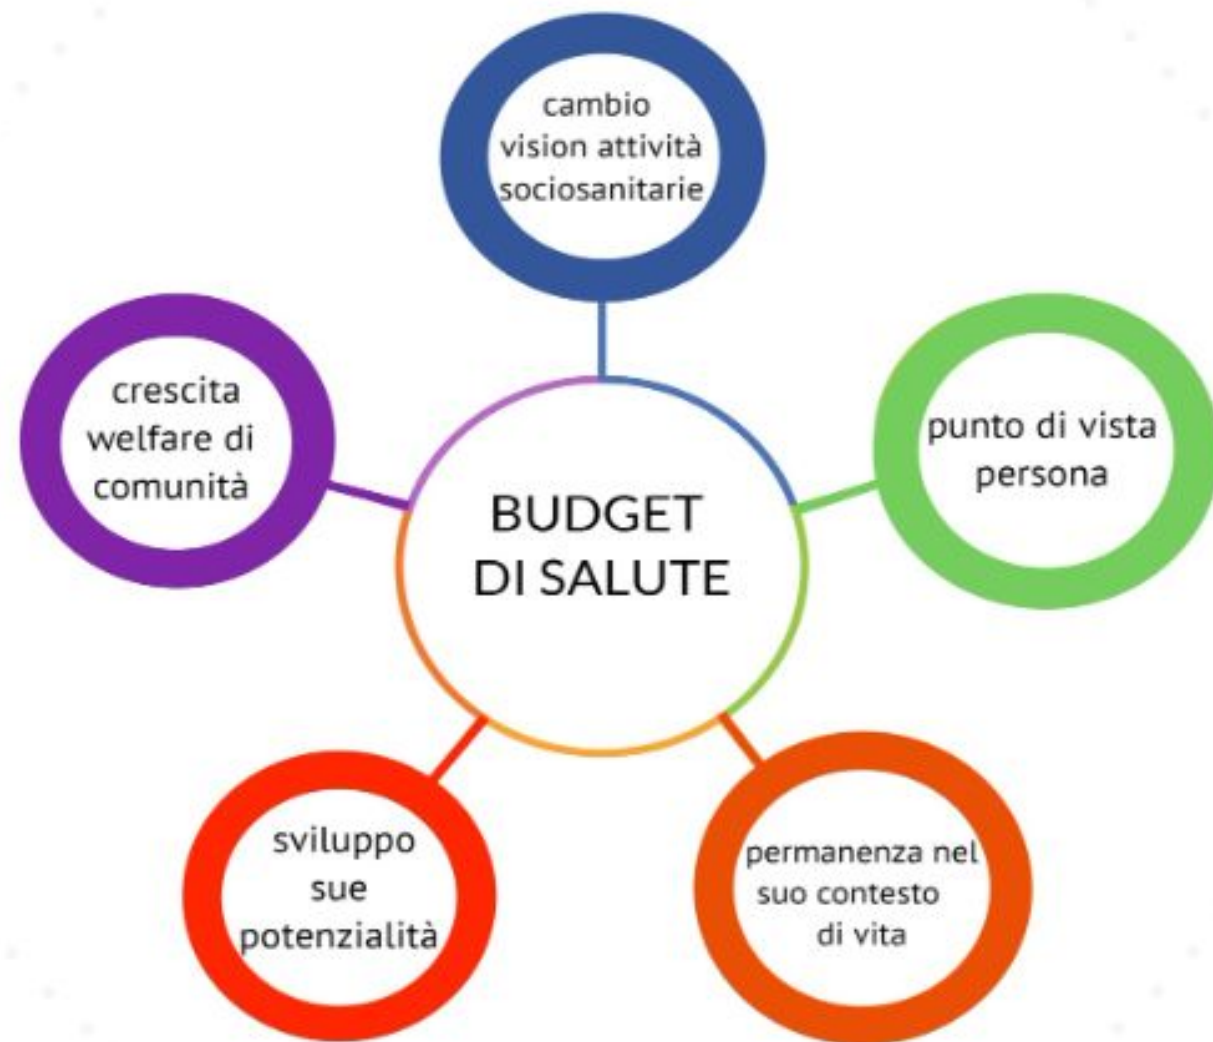 cambio
vision attività
sociosanitarie
crescita
welfare di
comunità
punto di vista
persona
BUDGET
DI SALUTE
sviluppo
sue
potenzialità
permanenza nel
suo contesto
di vita